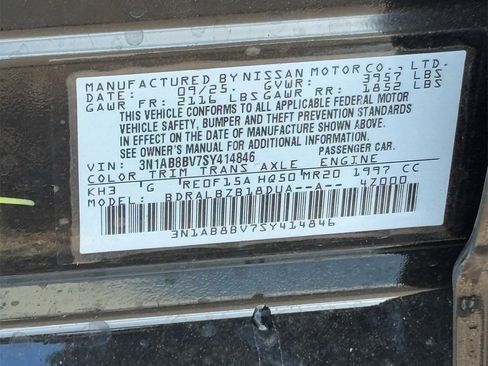 MANUFACTURED BY NISSAN MOTOR CO., LTD.
DATE: 09/25. GVWR: 3957 LBS
GAWR FR: 2116 LBS GAWR RR: 1852 LBS
THIS VEHICLE CONFORMS TO ALL APPLICABLE FEDERAL MOTOR
VEHICLE SAFETY, BUMPER AND THEFT PREVENTION STANDARDS
IN EFFECT ON THE DATE OF MANUFACTURE SHOWN ABOVE.
SEE OWNER'S MANUAL FOR ADDITIONAL INFORMATION.
VIN: 3N1AB8BV7SY414846 PASSENGER CAR.
COLOR TRIM TRANS AXLE ENGINE
KH3 G RE0F15A HQ50 MR20 1997 CC
MODEL: BDRALBZB18DUA--A-- 47000
3N1AB8BV7SY414846